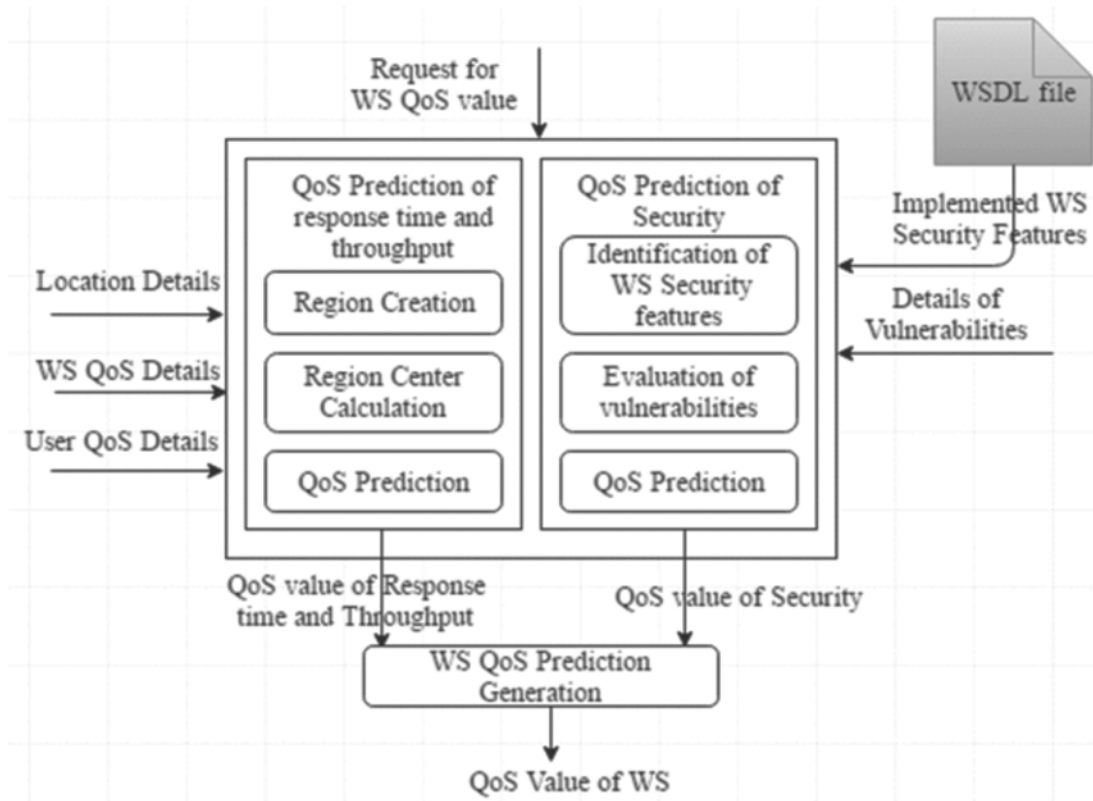 Request for
WS QoS value
WSDL file
QoS Prediction of
response time and
throughput
Region Creation
Region Center
Calculation
QoS Prediction
QoS Prediction of
Security
Identification of
WS Security
features
Evaluation of
vulnerabilities
QoS Prediction
Location Details
WS QoS Details
User QoS Details
Implemented WS
Security Features
Details of
Vulnerabilities
QoS value of Response
time and Throughput
QoS value of Security
WS QoS Prediction
Generation
QoS Value of WS